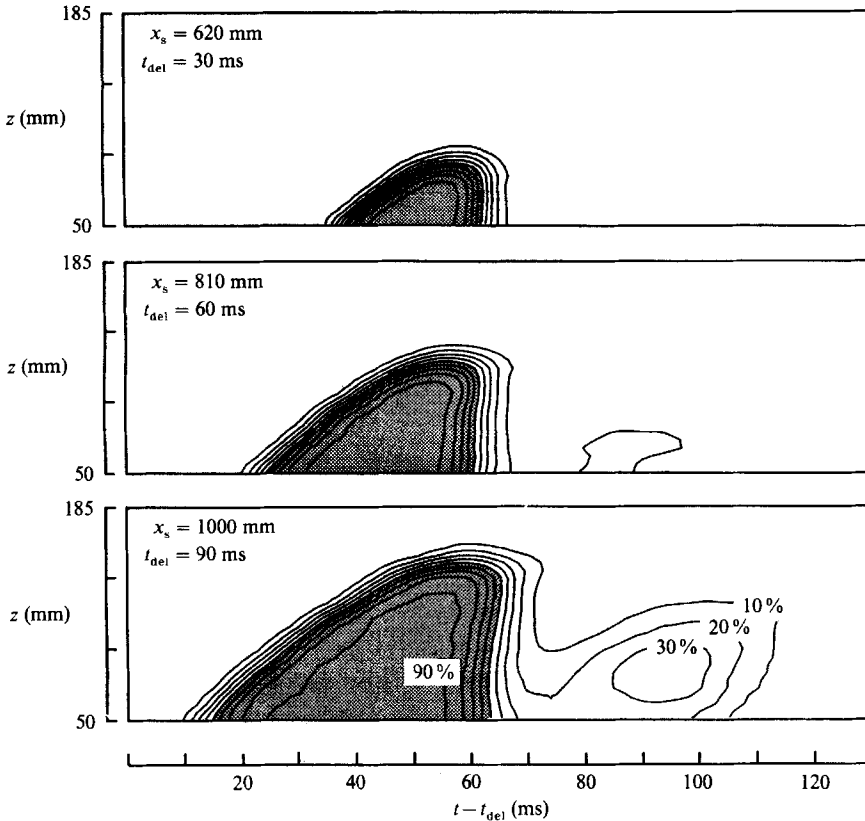 185
x_s = 620 mm
t_del = 30 ms
z (mm)
50
185
x_s = 810 mm
t_del = 60 ms
z (mm)
50
185
x_s = 1000 mm
t_del = 90 ms
z (mm)
10 %
20 %
30 %
90 %
50
20 40 60 80 100 120
t − t_del (ms)